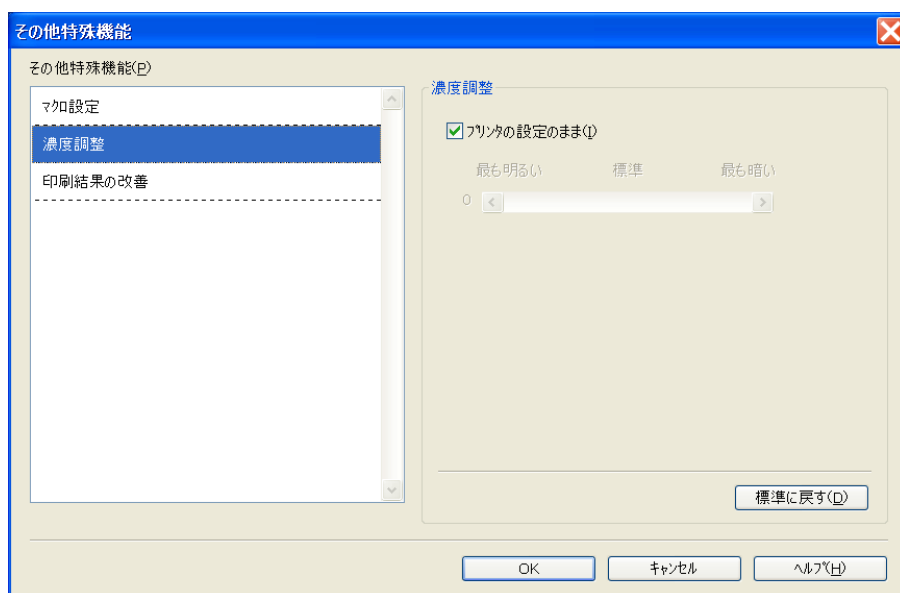 その他特殊機能
その他特殊機能(P)
マクロ設定
濃度調整
印刷結果の改善
濃度調整
プリンタの設定のまま(I)
最も明るい 標準 最も暗い
0
標準に戻す(D)
OK キャンセル ヘルプ(H)